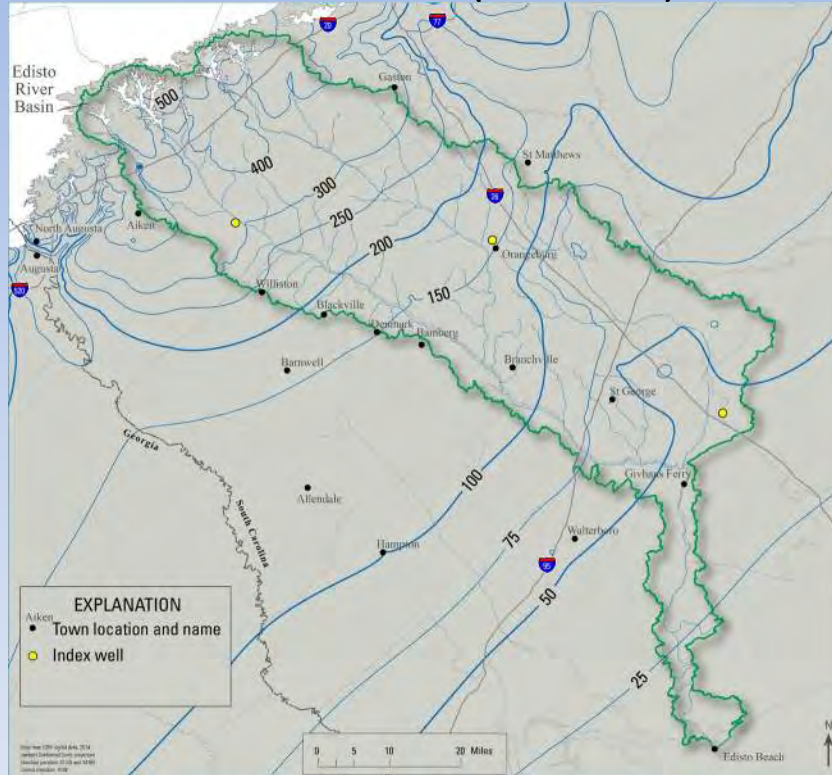 20
77
Edisto
River
Basin
Gaston
500
St Matthews
400
300
26
250
North Augusta
Aiken
200
Orangeburg
Augusta
520
Williston
150
Blackville
Denmark
Bamberg
Barnwell
Branchville
St George
Georgia
Givhans Ferry
100
Allendale
South Carolina
75
Walterboro
Hampton
95
50
EXPLANATION
Aiken
Town location and name
Index well
25
N
0 5 10 20 Miles
Edisto Beach